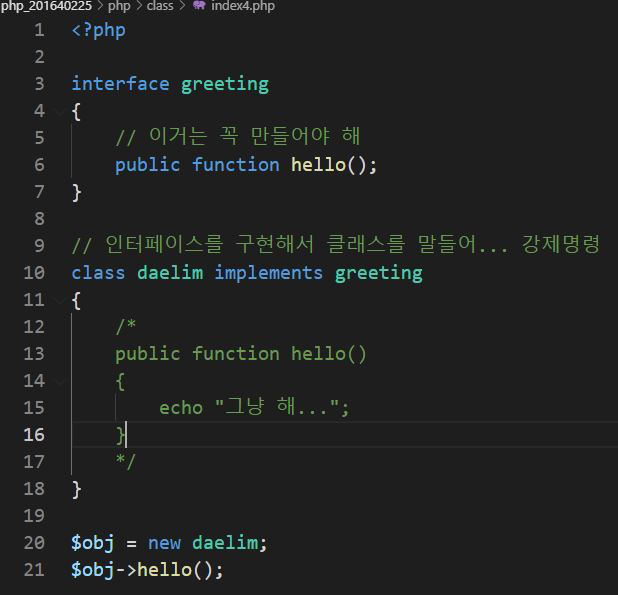 php_201640225 > php > class > index4.php
1 <?php
2
3 interface greeting
4 {
5     // 이거는 꼭 만들어야 해
6     public function hello();
7 }
8
9 // 인터페이스를 구현해서 클래스를 말들어... 강제명령
10 class daelim implements greeting
11 {
12     /*
13     public function hello()
14     {
15         echo "그냥 해...";
16     }
17     */
18 }
19
20 $obj = new daelim;
21 $obj->hello();